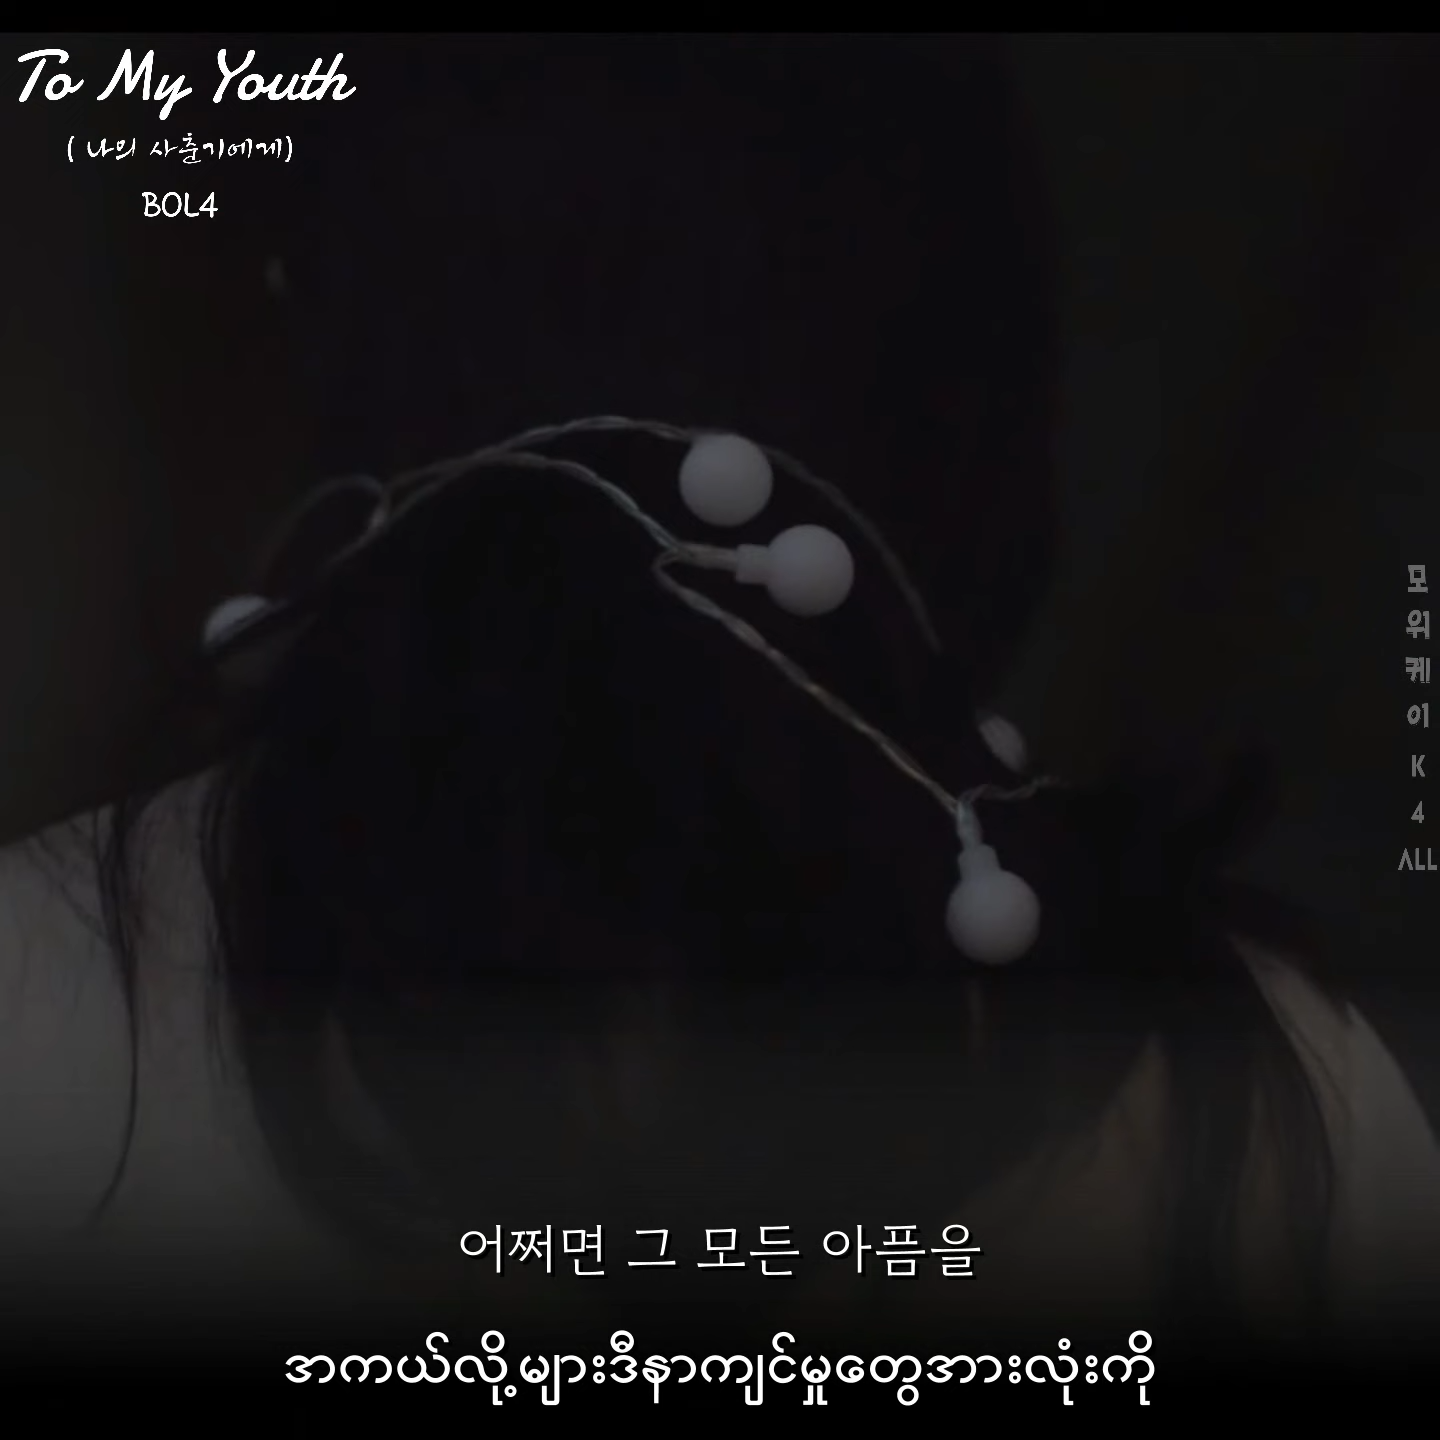 To My Youth
( 나의 사춘기에게)
BOL4
모
위
케
이
K
4
ALL
어쩌면 그 모든 아픔을
အကယ်လို့များဒီနာကျင်မှုတွေအားလုံးကို